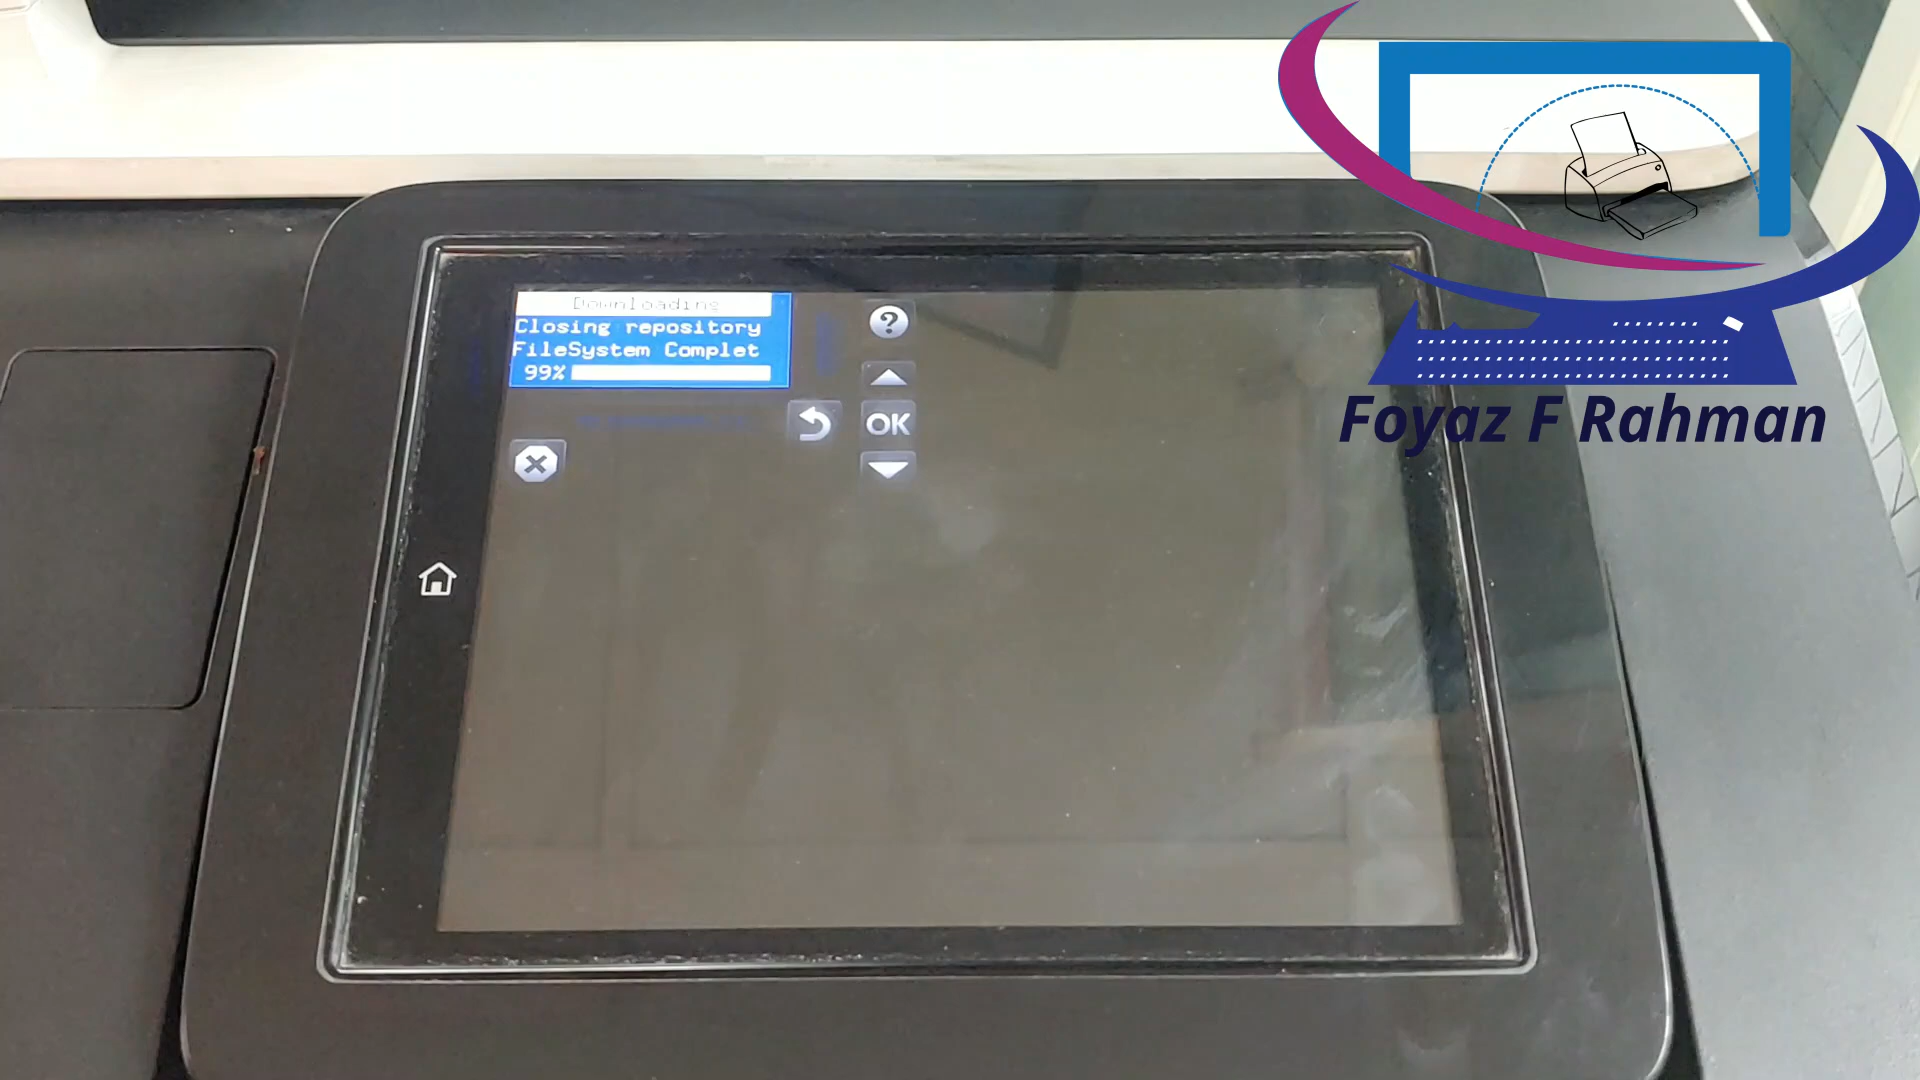 Downloading
Closing repository
FileSystem Complet
99%
?
OK
Foyaz F Rahman